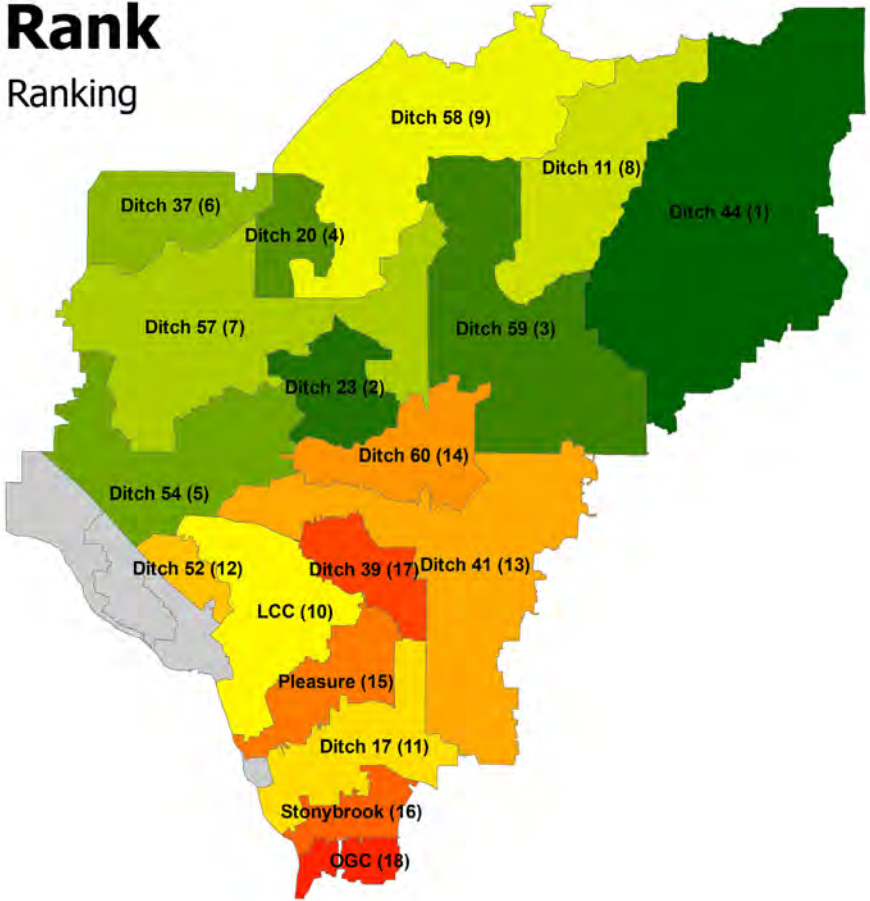 Rank
Ranking
Ditch 58 (9)
Ditch 11 (8)
Ditch 37 (6)
Ditch 44 (1)
Ditch 20 (4)
Ditch 57 (7)
Ditch 59 (3)
Ditch 23 (2)
Ditch 60 (14)
Ditch 54 (5)
Ditch 52 (12)
Ditch 39 (17)
Ditch 41 (13)
LCC (10)
Pleasure (15)
Ditch 17 (11)
Stonybrook (16)
OGC (18)